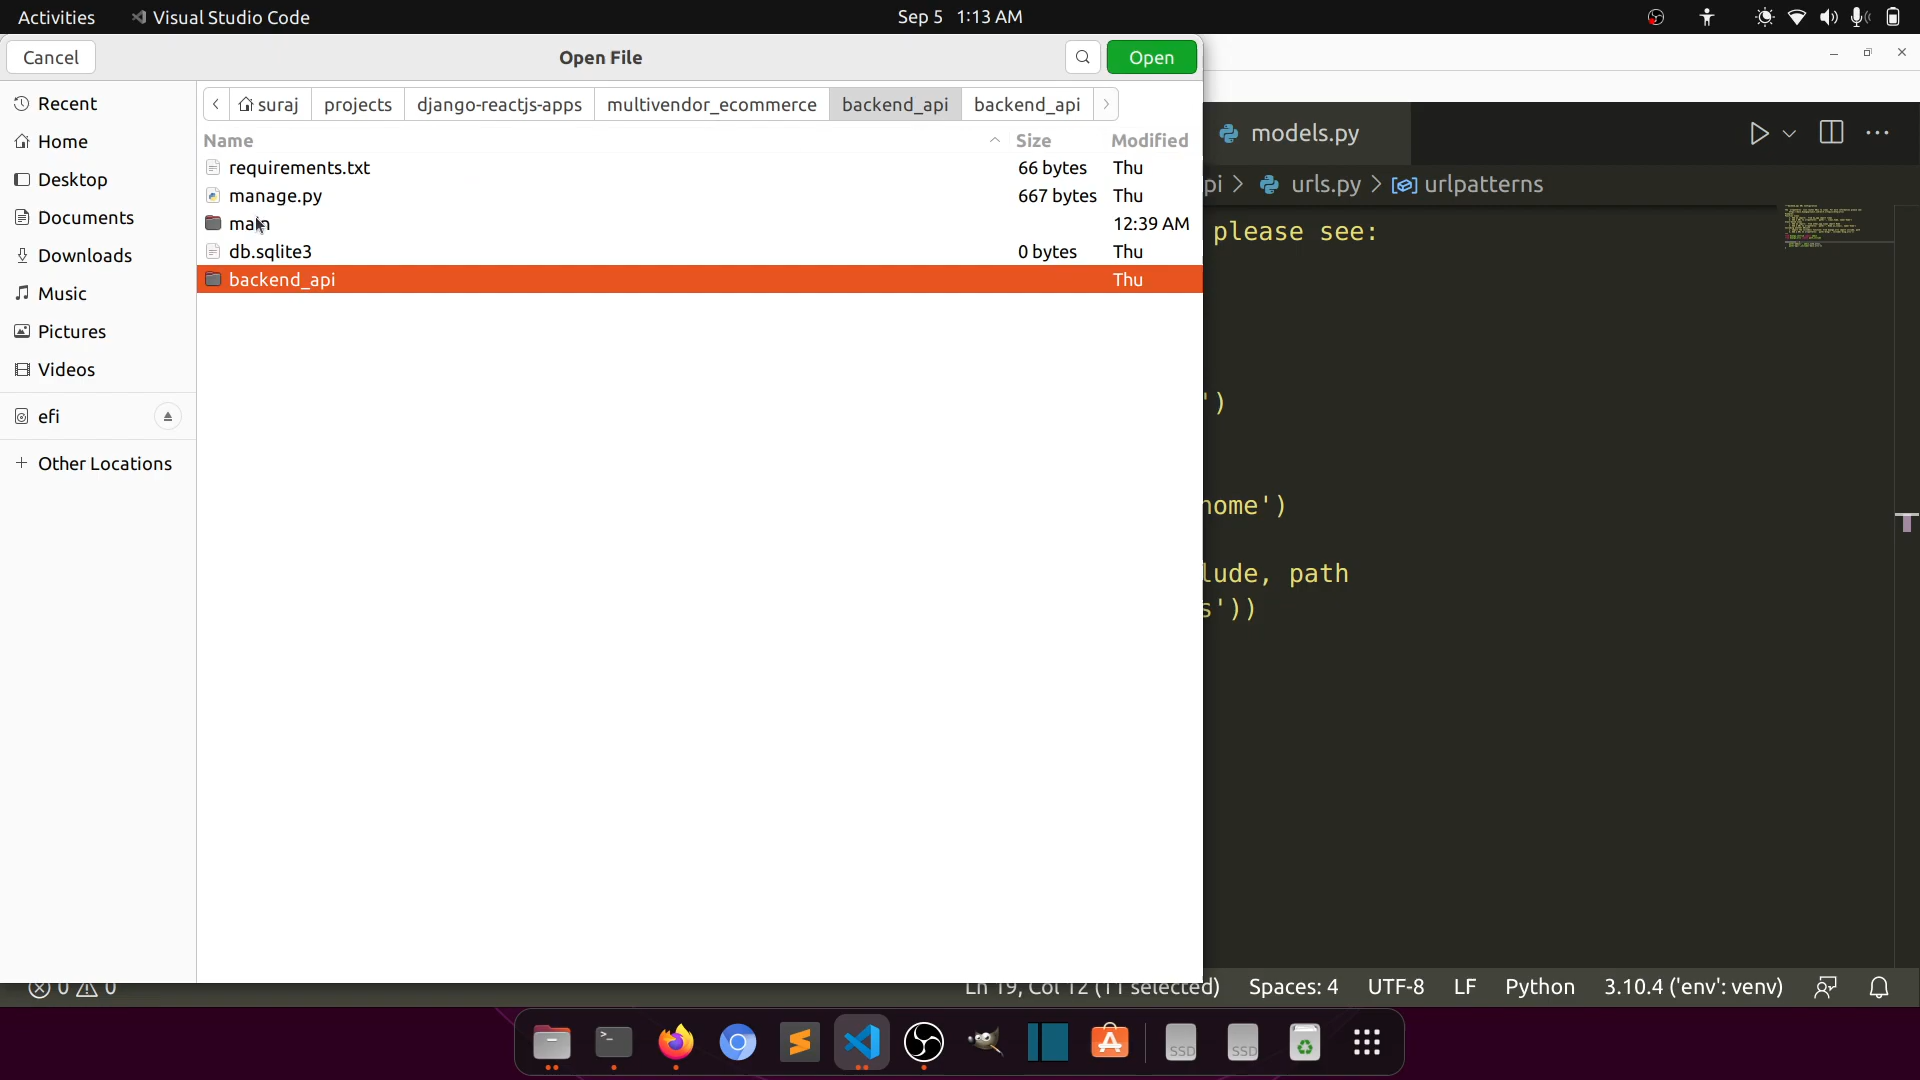 Activities Visual Studio Code Sep 5 1:13 AM
Cancel Open File Open
suraj projects django-reactjs-apps multivendor_ecommerce backend_api backend_api
Name Size Modified
requirements.txt 66 bytes Thu
manage.py 667 bytes Thu
main 12:39 AM
db.sqlite3 0 bytes Thu
backend_api Thu
Recent
Home
Desktop
Documents
Downloads
Music
Pictures
Videos
efi
+ Other Locations
models.py
pi > urls.py > urlpatterns
please see:
')
home')
lude, path
s'))
0 0 Ln 19, Col 12 (11 selected) Spaces: 4 UTF-8 LF Python 3.10.4 ('env': venv)
SSD SSD